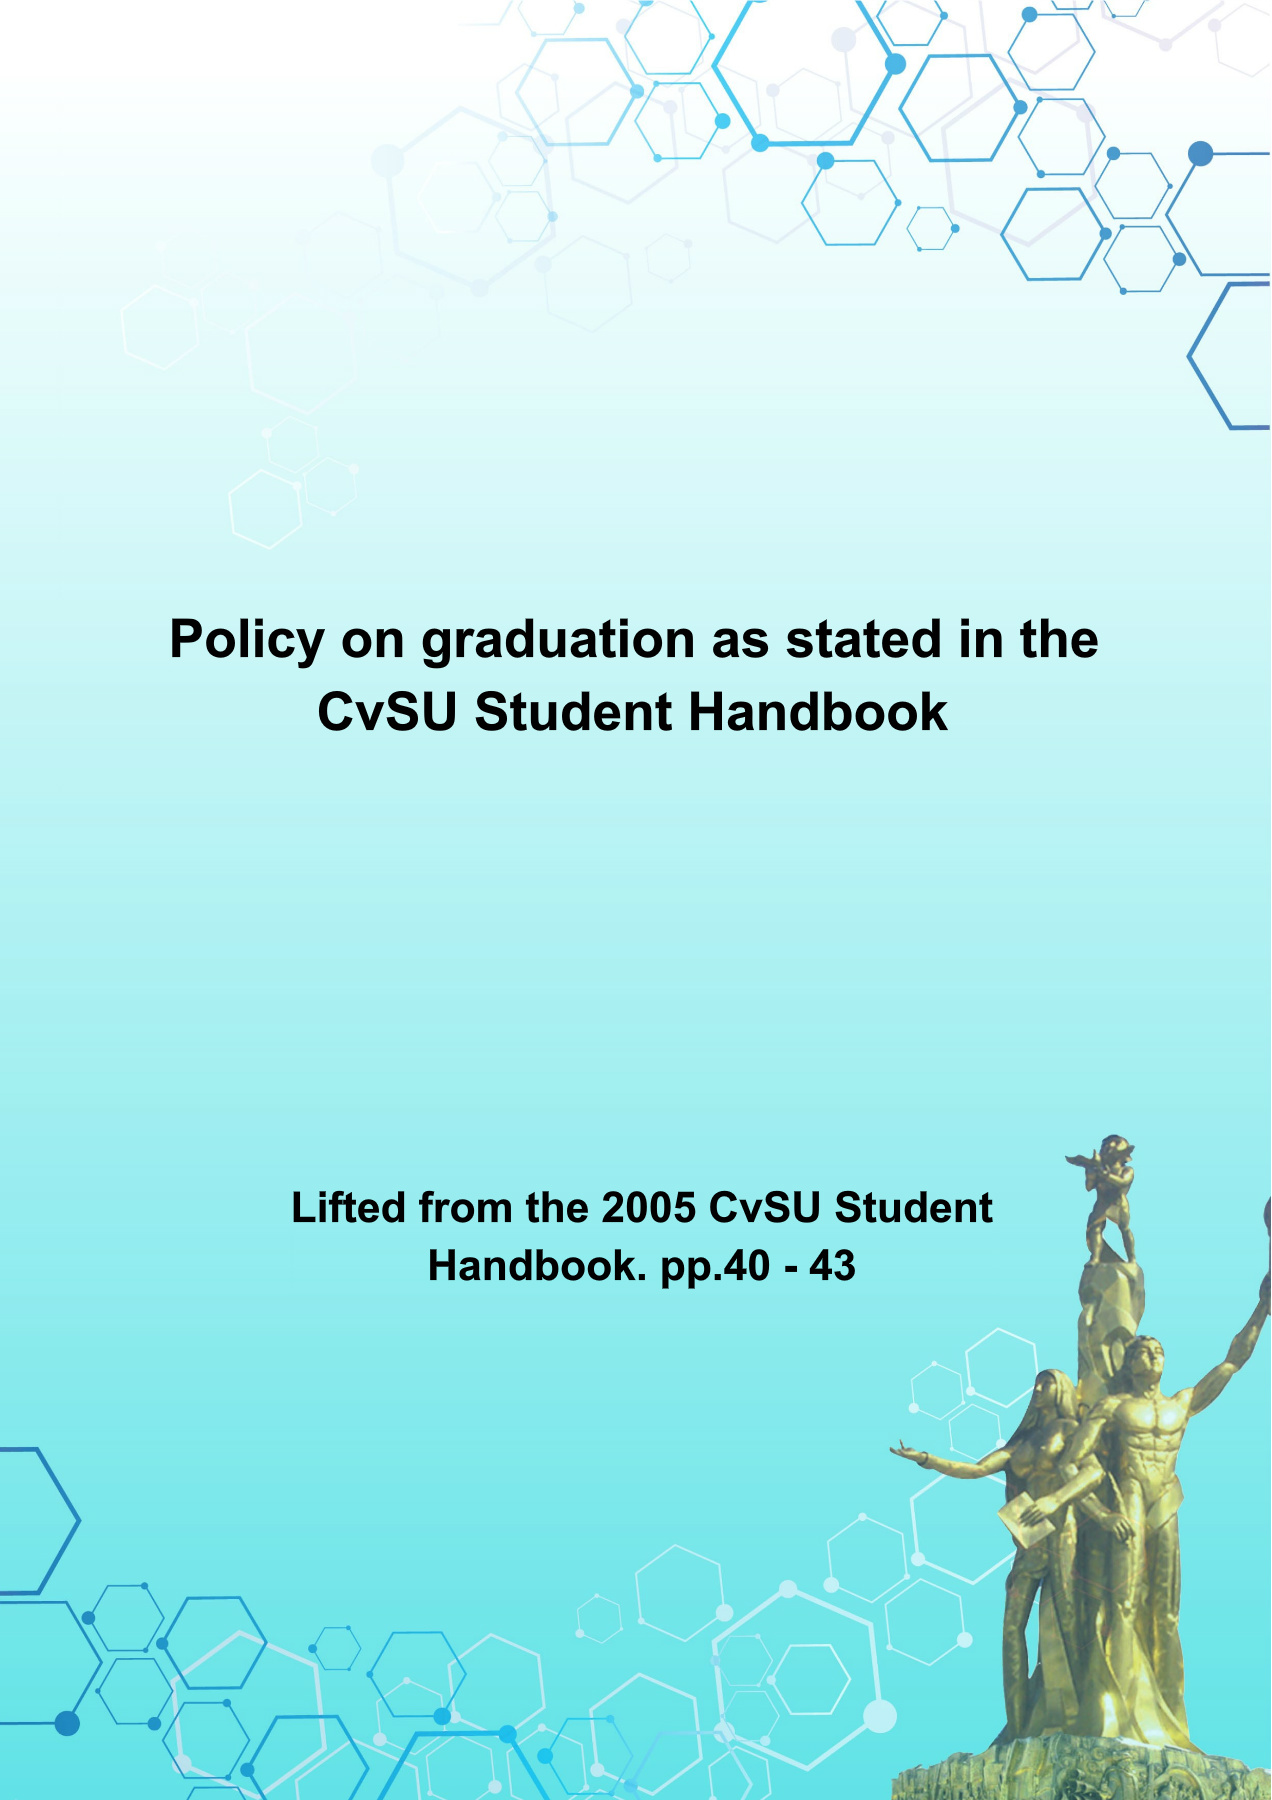 Policy on graduation as stated in the
CvSU Student Handbook
Lifted from the 2005 CvSU Student
Handbook. pp.40 - 43